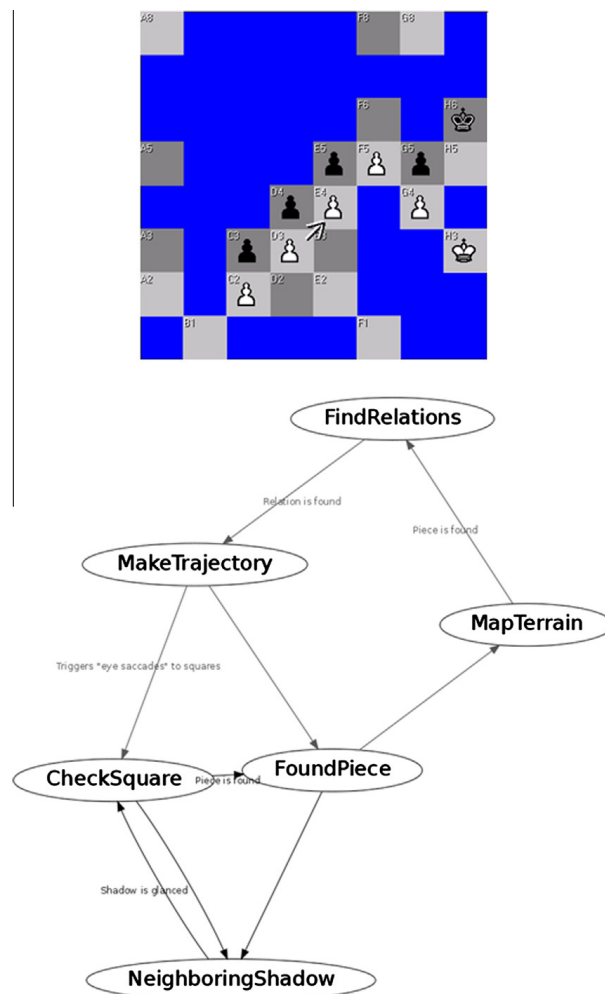 A8 F8 G8
F6 H6
A5 E5 F5 G5 H5
D4 E4 G4
A3 C3 D3 H3
A2 C2 D2 E2
B1 F1
FindRelations
Relation is found
Piece is found
MakeTrajectory
MapTerrain
Triggers "eye saccades" to squares
FoundPiece
CheckSquare
Piece is found
Shadow is glanced
NeighboringShadow